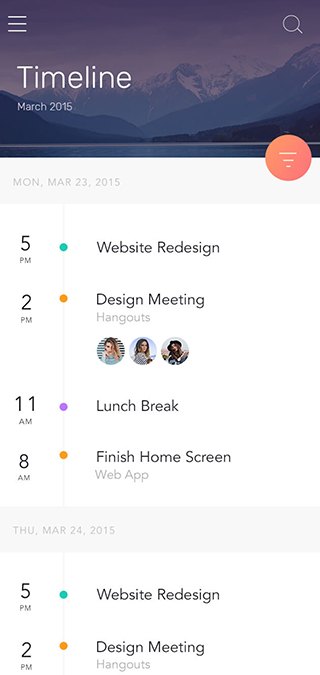 Timeline
March 2015
MON, MAR 23, 2015
5
PM
Website Redesign
2
PM
Design Meeting
Hangouts
11
AM
Lunch Break
8
AM
Finish Home Screen
Web App
THU, MAR 24, 2015
5
PM
Website Redesign
2
PM
Design Meeting
Hangouts